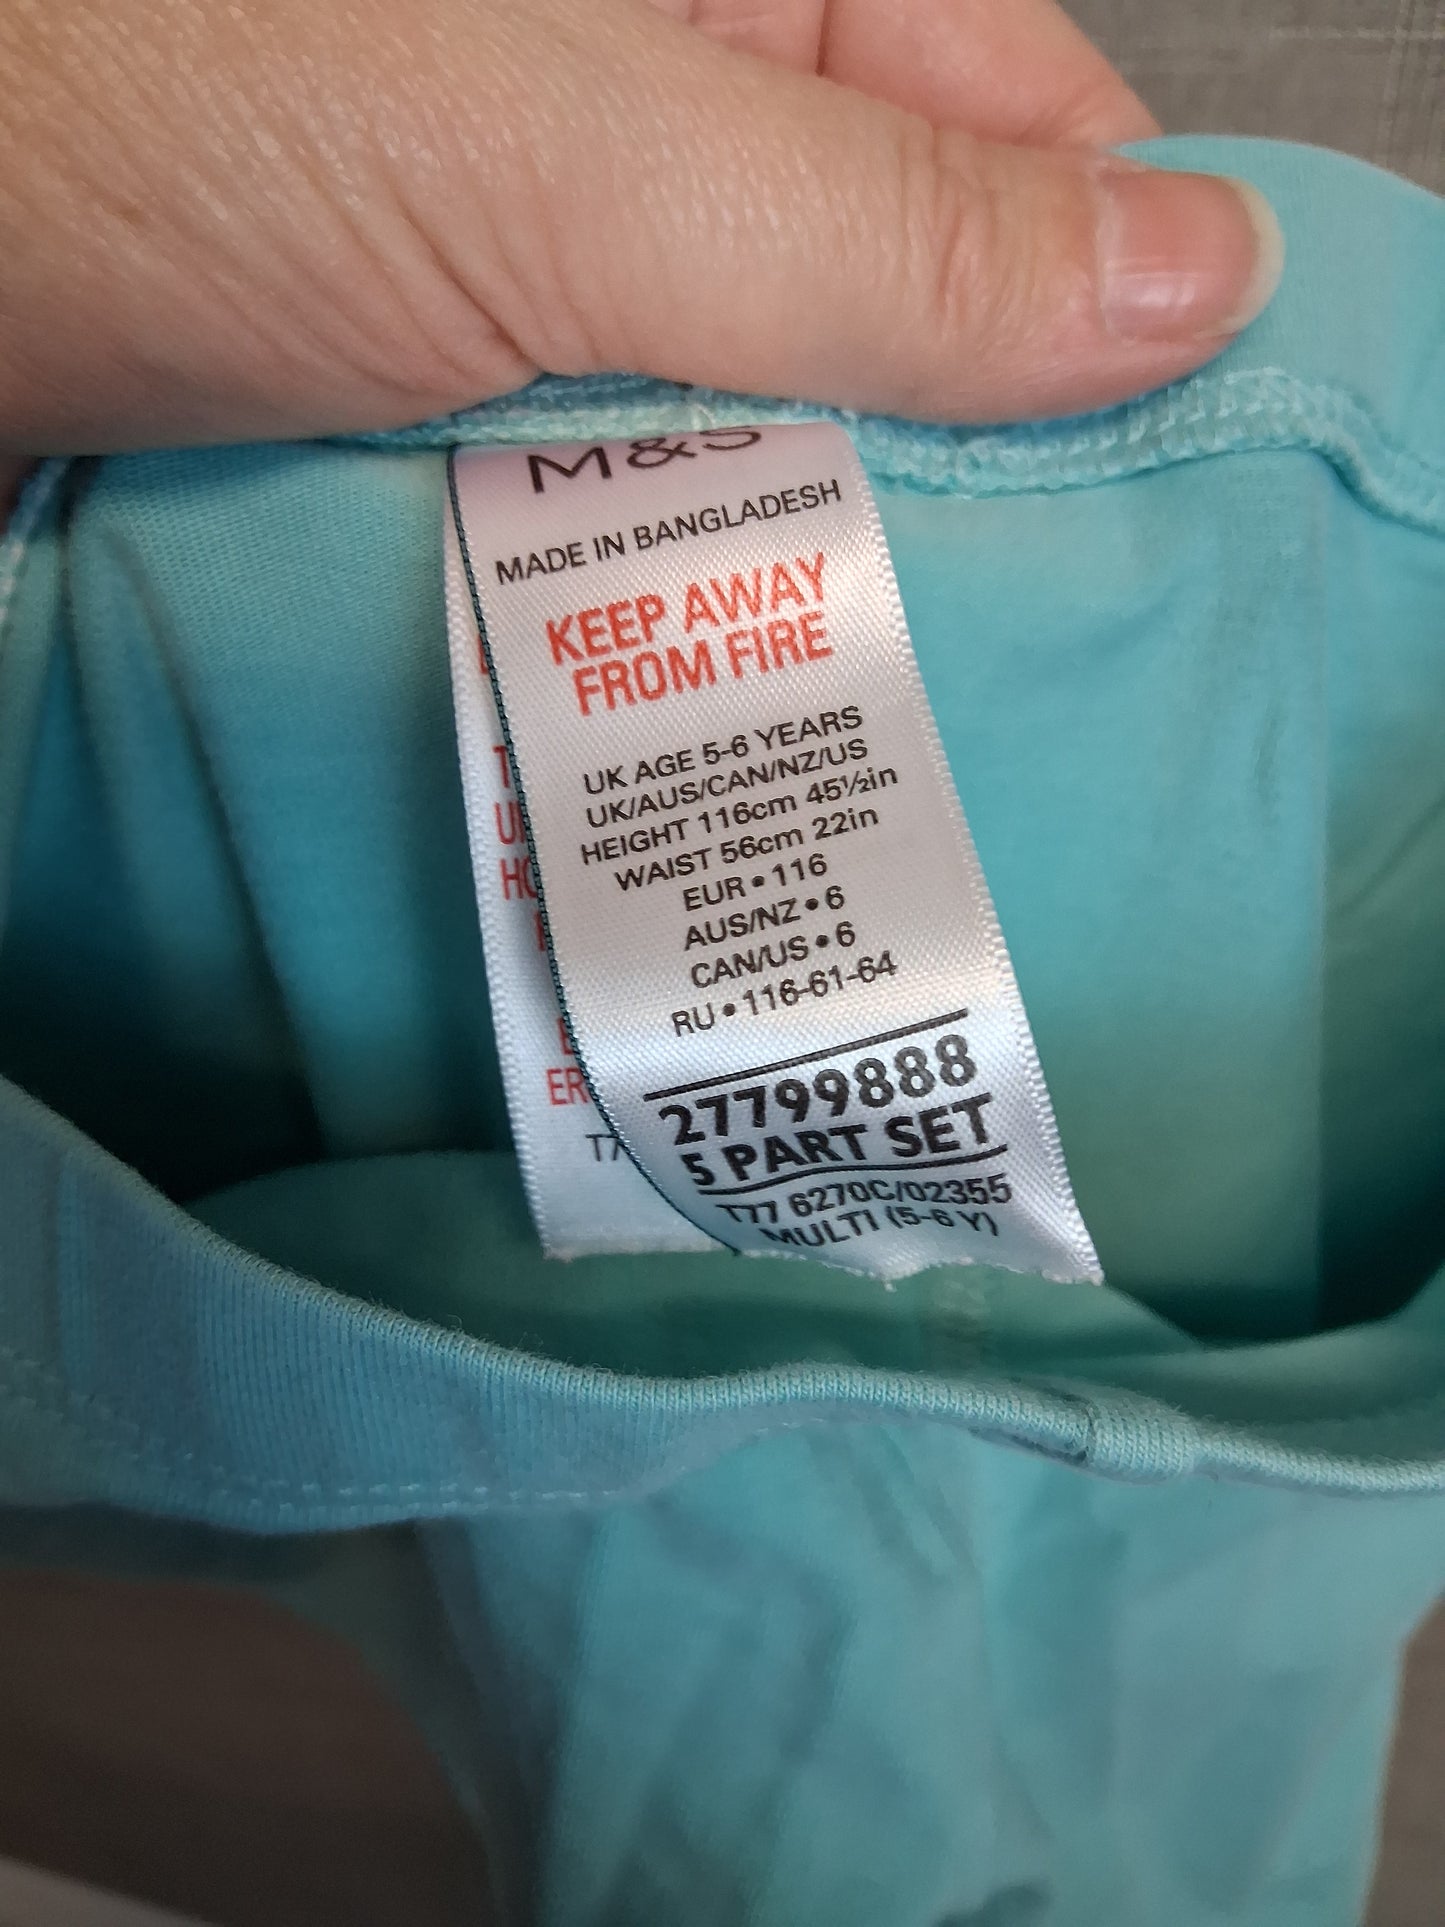 M&S
MADE IN BANGLADESH
KEEP AWAY
FROM FIRE
UK AGE 5-6 YEARS
UK/AUS/CAN/NZ/US
HEIGHT 116cm 45½in
WAIST 56cm 22in
EUR • 116
AUS/NZ • 6
CAN/US • 6
RU • 116-61-64
27799888
5 PART SET
T77 6270C/02355
MULTI (5-6 Y)